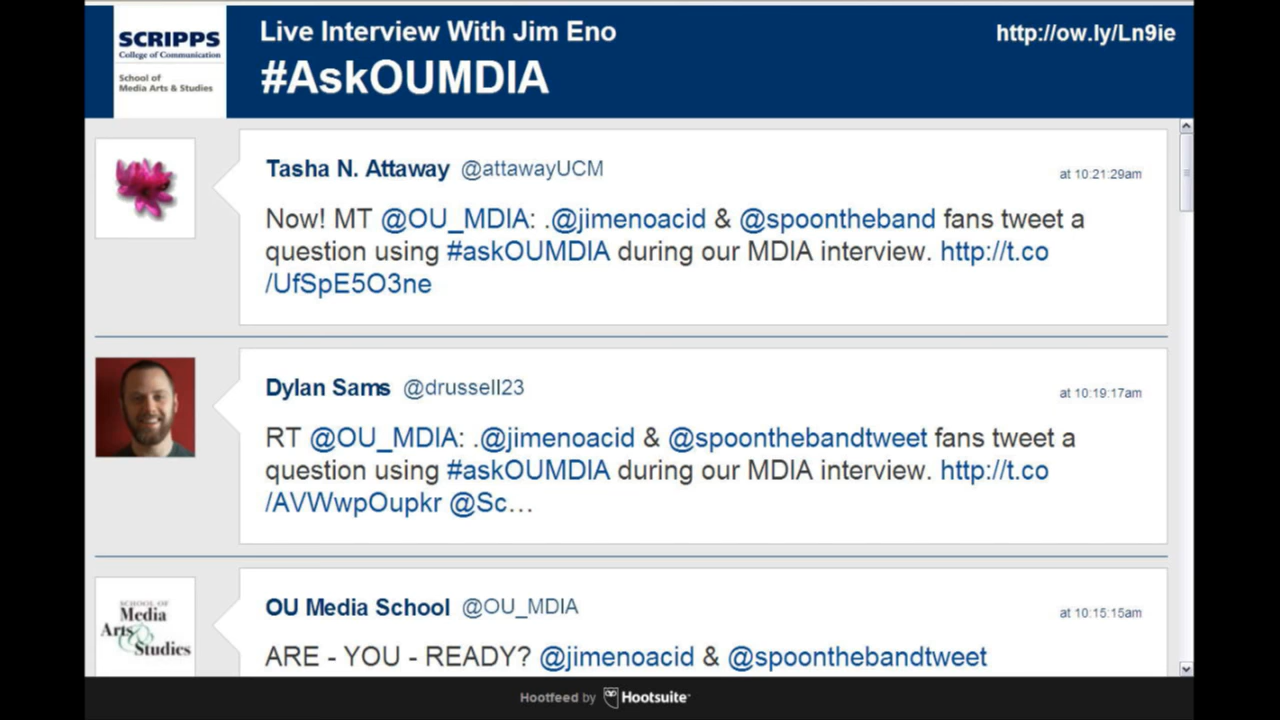 SCRIPPS
College of Communication
School of
Media Arts & Studies
Live Interview With Jim Eno
#AskOUMDIA
http://ow.ly/Ln9ie
Tasha N. Attaway @attawayUCM
at 10:21:29am
Now! MT @OU_MDIA: .@jimenoacid & @spoontheband fans tweet a
question using #askOUMDIA during our MDIA interview. http://t.co
/UfSpE5O3ne
Dylan Sams @drussell23
at 10:19:17am
RT @OU_MDIA: .@jimenoacid & @spoonthebandtweet fans tweet a
question using #askOUMDIA during our MDIA interview. http://t.co
/AVWwpOupkr @Sc…
SCHOOL OF
Media
Arts &
Studies
OU Media School @OU_MDIA
at 10:15:15am
ARE - YOU - READY? @jimenoacid & @spoonthebandtweet
Hootfeed by Hootsuite